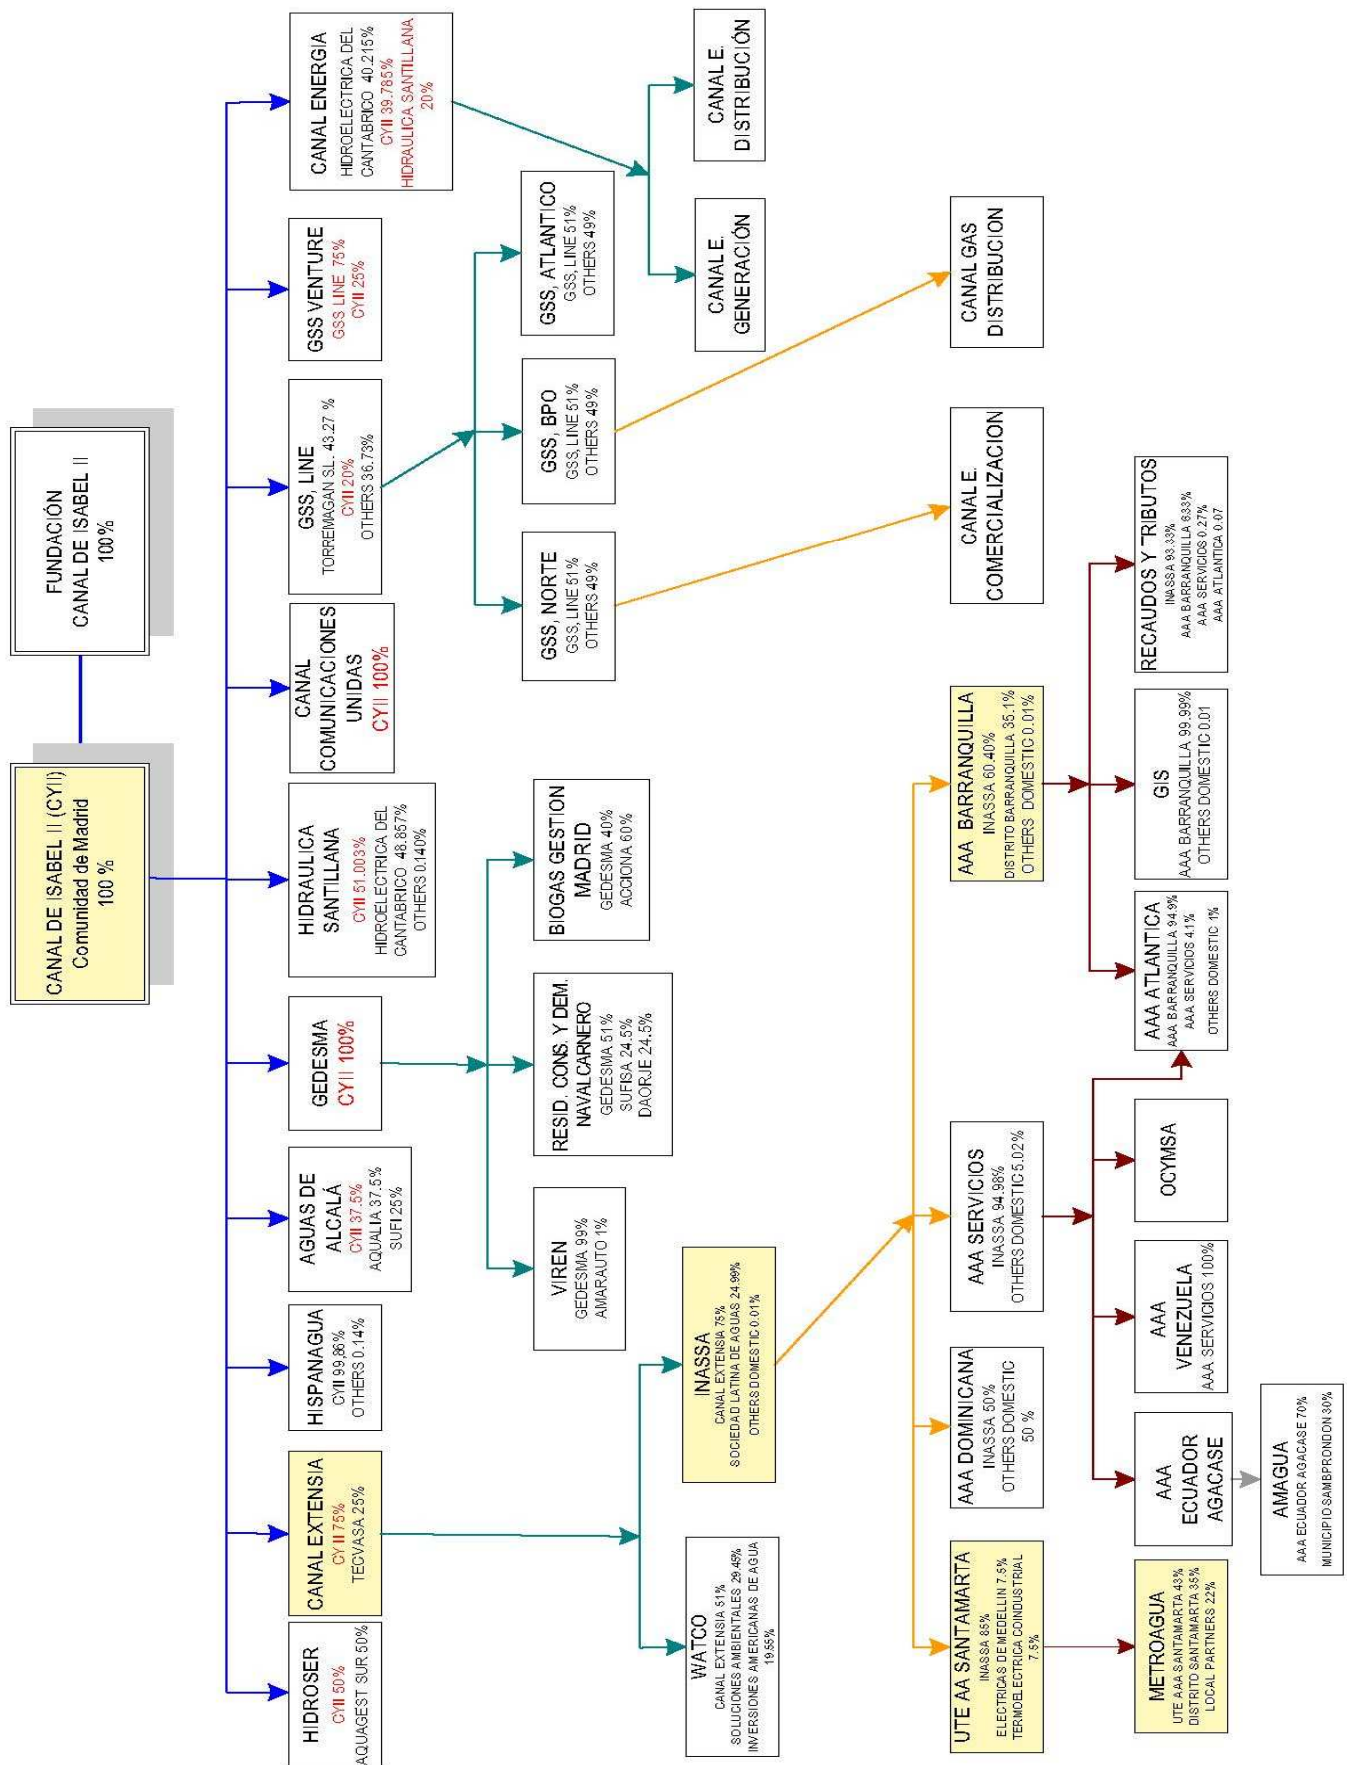 CANAL DE ISABEL II (CYII)
Comunidad de Madrid
100 %
FUNDACIÓN
CANAL DE ISABEL II
100%
HIDROSER
CYII 50%
AQUAGEST SUR 50%
CANAL EXTENSIA
CY II 75%
TECVASA 25%
HISPANAGUA
CYII 99,86%
OTHERS 0.14%
AGUAS DE
ALCALÁ
CYII 37.5%
AQUALIA 37.5%
SUFI 25%
GEDESMA
CYII 100%
HIDRAULICA
SANTILLANA
CYII 51.003%
HIDROELECTRICA DEL
CANTABRICO 48.857%
OTHERS 0.140%
CANAL
COMUNICACIONES
UNIDAS
CYII 100%
GSS, LINE
TORREMAGAN S.L. 43.27 %
CYII 20%
OTHERS 36.73%
GSS VENTURE
GSS LINE 75%
CYII 25%
CANAL ENERGIA
HIDROELECTRICA DEL
CANTABRICO 40.215%
CYII 39.785%
HIDRAULICA SANTILLANA
20%
VIREN
GEDESMA 99%
AMARAUTO 1%
RESID. CONS. Y DEM.
NAVALCARNERO
GEDESMA 51%
SUFISA 24.5%
DAORJE 24.5%
BIOGAS GESTION
MADRID
GEDESMA 40%
ACCIONA 60%
GSS, NORTE
GSS, LINE 51%
OTHERS 49%
GSS, BPO
GSS, LINE 51%
OTHERS 49%
GSS, ATLANTICO
GSS, LINE 51%
OTHERS 49%
WATCO
CANAL EXTENSIA 51%
SOLUCIONES AMBIENTALES 29.45%
INVERSIONES AMERICANAS DE AGUA
19.55%
INASSA
CANAL EXTENSIA 75%
SOCIEDAD LATINA DE AGUAS 24.99%
OTHERS DOMESTIC 0.01%
CANAL E.
GENERACIÓN
CANAL E.
DISTRIBUCIÓN
UTE AA SANTAMARTA
INASSA 85%
ELECTRICAS DE MEDELLIN 7.5%
TERMOELECTRICA COINDUSTRIAL
7.5%
AAA DOMINICANA
INASSA 50%
OTHERS DOMESTIC
50 %
AAA SERVICIOS
INASSA 94.98%
OTHERS DOMESTIC 5.02%
AAA BARRANQUILLA
INASSA 60.40%
DISTRITO BARRANQUILLA 35.1%
OTHERS DOMESTIC 0.01%
CANAL E.
COMERCIALIZACION
CANAL GAS
DISTRIBUCION
METROAGUA
UTE AAA SANTAMARTA 43%
DISTRITO SANTAMARTA 35%
LOCAL PARTNERS 22%
AAA
ECUADOR
AGACASE
AAA
VENEZUELA
AAA SERVICIOS 100%
OCYMSA
AAA ATLANTICA
AAA BARRANQUILLA 94.9%
AAA SERVICIOS 4.1%
OTHERS DOMESTIC 1%
GIS
AAA BARRANQUILLA 99.99%
OTHERS DOMESTIC 0.01
RECAUDOS Y TRIBUTOS
INASSA 93.33%
AAA BARRANQUILLA 6.33%
AAA SERVICIOS 0.27%
AAA ATLANTICA 0.07
AMAGUA
AAA ECUADOR AGACASE 70%
MUNICIPIO SAMBPRONDON 30%